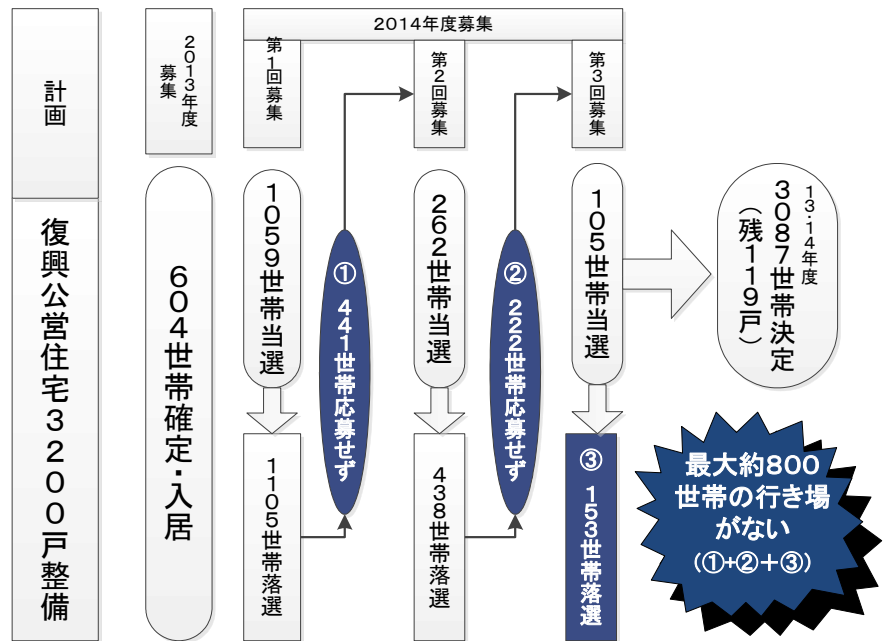 計画
復興公営住宅3200戸整備
2013年度
募集
604世帯確定・入居
2014年度募集
第1回募集
1059世帯当選
1105世帯落選
① 441世帯応募せず
第2回募集
262世帯当選
438世帯落選
② 222世帯応募せず
第3回募集
105世帯当選
③ 153世帯落選
13・14年度
3087世帯決定
(残119戸)
最大約800
世帯の行き場
がない
(①+②+③)